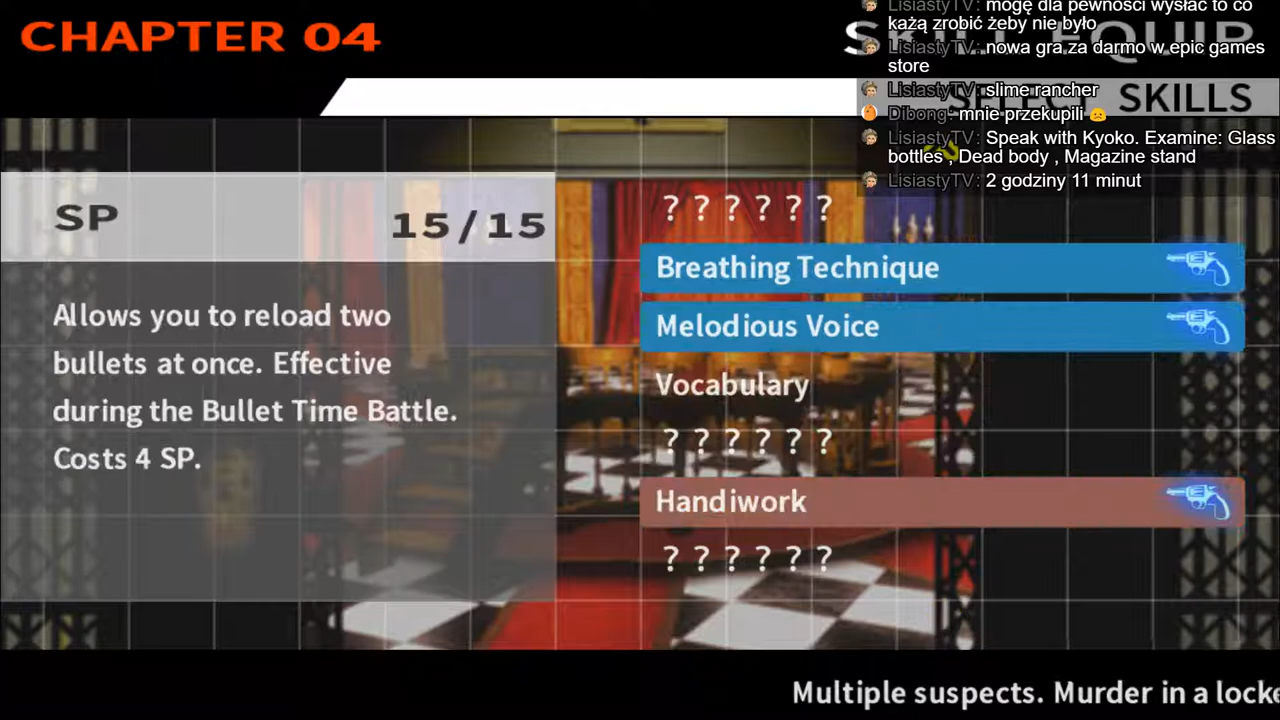 CHAPTER 04
SKILL EQUIP
LisiastyTV: mogę dla pewności wysłać to co
każą zrobić żeby nie było
LisiastyTV: nowa gra za darmo w epic games
store
LisiastyTV: slime rancher
SELECT SKILLS
Dibong: mnie przekupili
LisiastyTV: Speak with Kyoko. Examine: Glass
bottles , Dead body , Magazine stand
LisiastyTV: 2 godziny 11 minut
SP 15/15
Allows you to reload two
bullets at once. Effective
during the Bullet Time Battle.
Costs 4 SP.
? ? ? ? ? ?
Breathing Technique
Melodious Voice
Vocabulary
? ? ? ? ? ?
Handiwork
? ? ? ? ? ?
Multiple suspects. Murder in a locke